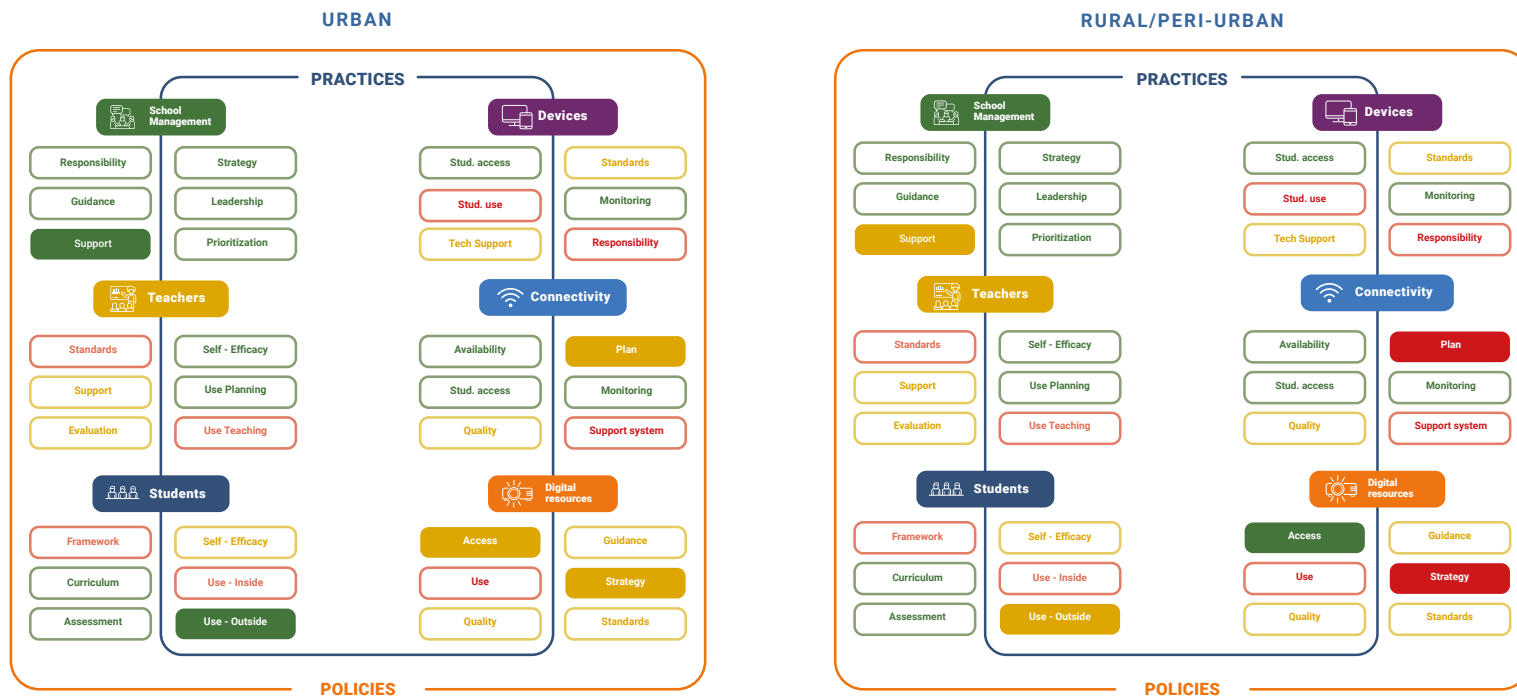 URBAN
PRACTICES
School
Management
Responsibility
Strategy
Guidance
Leadership
Support
Prioritization
Teachers
Standards
Self - Efficacy
Support
Use Planning
Evaluation
Use Teaching
Students
Framework
Self - Efficacy
Curriculum
Use - Inside
Assessment
Use - Outside
Devices
Stud. access
Standards
Stud. use
Monitoring
Tech Support
Responsibility
Connectivity
Availability
Plan
Stud. access
Monitoring
Quality
Support system
Digital
resources
Access
Guidance
Use
Strategy
Quality
Standards
POLICIES
RURAL/PERI-URBAN
PRACTICES
School
Management
Responsibility
Strategy
Guidance
Leadership
Support
Prioritization
Teachers
Standards
Self - Efficacy
Support
Use Planning
Evaluation
Use Teaching
Students
Framework
Self - Efficacy
Curriculum
Use - Inside
Assessment
Use - Outside
Devices
Stud. access
Standards
Stud. use
Monitoring
Tech Support
Responsibility
Connectivity
Availability
Plan
Stud. access
Monitoring
Quality
Support system
Digital
resources
Access
Guidance
Use
Strategy
Quality
Standards
POLICIES